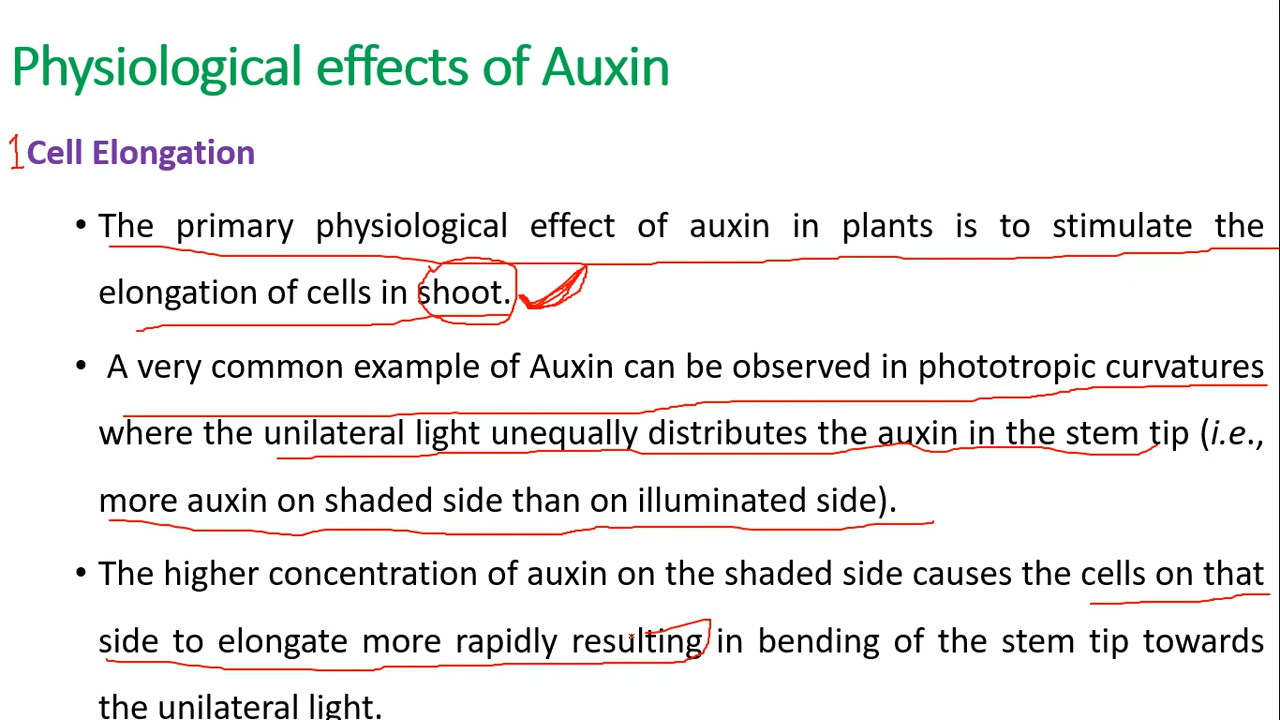 Physiological effects of Auxin
1 Cell Elongation
• The primary physiological effect of auxin in plants is to stimulate the
elongation of cells in shoot.
• A very common example of Auxin can be observed in phototropic curvatures
where the unilateral light unequally distributes the auxin in the stem tip (i.e.,
more auxin on shaded side than on illuminated side).
• The higher concentration of auxin on the shaded side causes the cells on that
side to elongate more rapidly resulting in bending of the stem tip towards
the unilateral light.